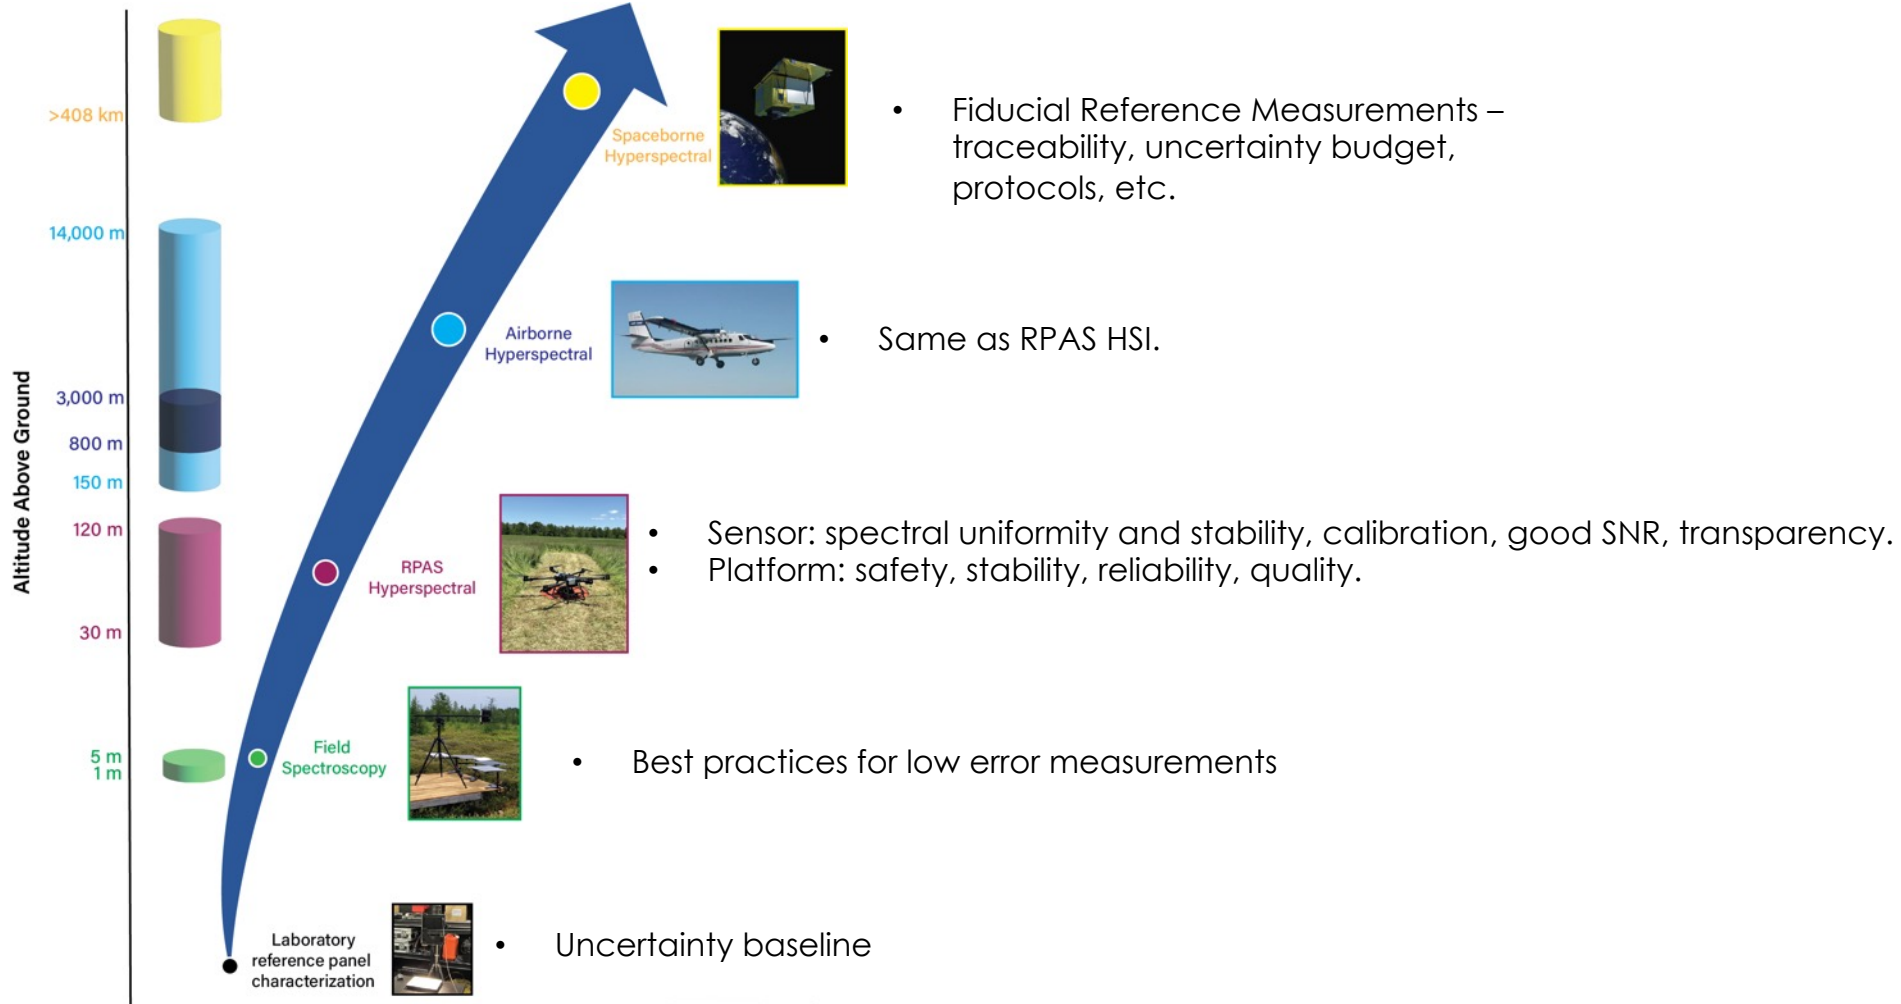 >408 km
Spaceborne
Hyperspectral
• Fiducial Reference Measurements –
traceability, uncertainty budget,
protocols, etc.
14,000 m
Airborne
Hyperspectral
• Same as RPAS HSI.
Altitude Above Ground
3,000 m
800 m
150 m
120 m
RPAS
Hyperspectral
• Sensor: spectral uniformity and stability, calibration, good SNR, transparency.
• Platform: safety, stability, reliability, quality.
30 m
5 m
1 m
Field
Spectroscopy
• Best practices for low error measurements
Laboratory
reference panel
characterization
• Uncertainty baseline